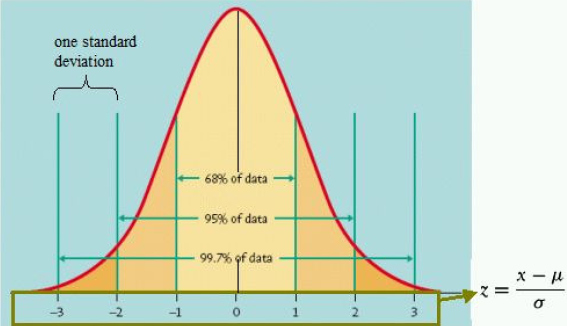 one standard
deviation
68% of data
95% of data
99.7% of data
-3 -2 -1 0 1 2 3
z = (x − μ) / σ